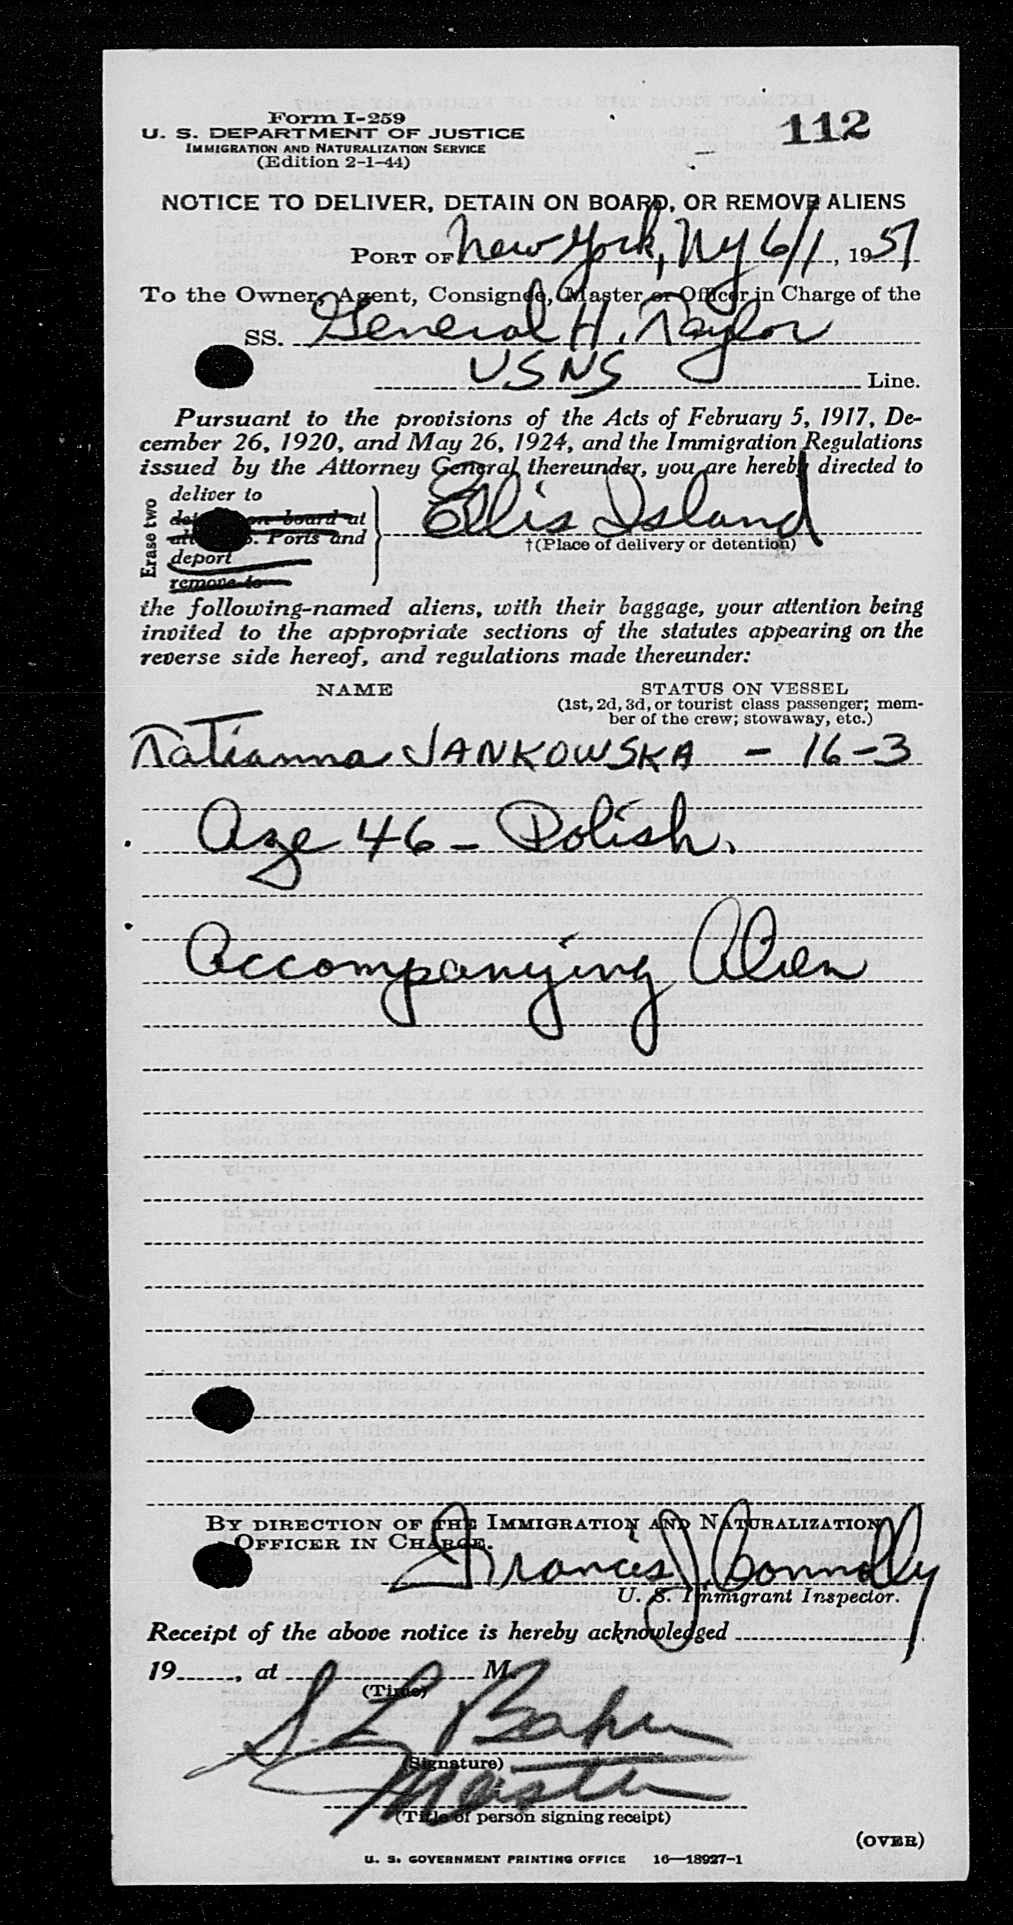 Form I-259
U. S. DEPARTMENT OF JUSTICE
IMMIGRATION AND NATURALIZATION SERVICE
(Edition 2-1-44)
112
NOTICE TO DELIVER, DETAIN ON BOARD, OR REMOVE ALIENS
PORT OF New York, NY 6/1, 1951
To the Owner, Agent, Consignee, Master or Officer in Charge of the
SS. General H. Taylor
USNS Line.
Pursuant to the provisions of the Acts of February 5, 1917, De-
cember 26, 1920, and May 26, 1924, and the Immigration Regulations
issued by the Attorney General thereunder, you are hereby directed to
Erase two
deliver to
on board at
S. Ports and
deport
remove to
Ellis Island
†(Place of delivery or detention)
the following-named aliens, with their baggage, your attention being
invited to the appropriate sections of the statutes appearing on the
reverse side hereof, and regulations made thereunder:
NAME
STATUS ON VESSEL
(1st, 2d, 3d, or tourist class passenger; mem-
ber of the crew; stowaway, etc.)
Tatianna JANKOWSKA - 16-3
Age 46 - Polish.
Accompanying Alien
BY DIRECTION OF THE IMMIGRATION AND NATURALIZATION
OFFICER IN CHARGE.
Francis J. Connolly
U. S. Immigrant Inspector.
Receipt of the above notice is hereby acknowledged
19, at M.
(Time)
S. L. Baker
(Signature)
Master
(Title of person signing receipt)
(OVER)
U. S. GOVERNMENT PRINTING OFFICE 16—18927-1